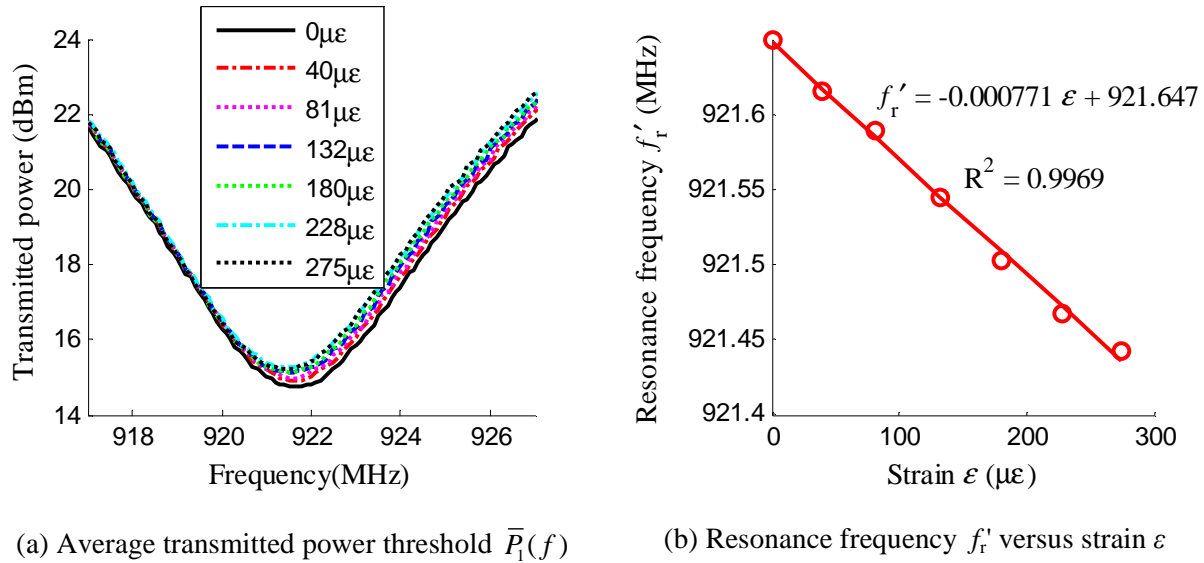 24
22
20
18
16
14
Transmitted power (dBm)
0με
40με
81με
132με
180με
228με
275με
918 920 922 924 926
Frequency(MHz)
(a) Average transmitted power threshold P̅₁(f)
921.6
921.55
921.5
921.45
921.4
Resonance frequency fᵣ′ (MHz)
fᵣ′ = -0.000771 ε + 921.647
R² = 0.9969
0 100 200 300
Strain ε (με)
(b) Resonance frequency fᵣ' versus strain ε